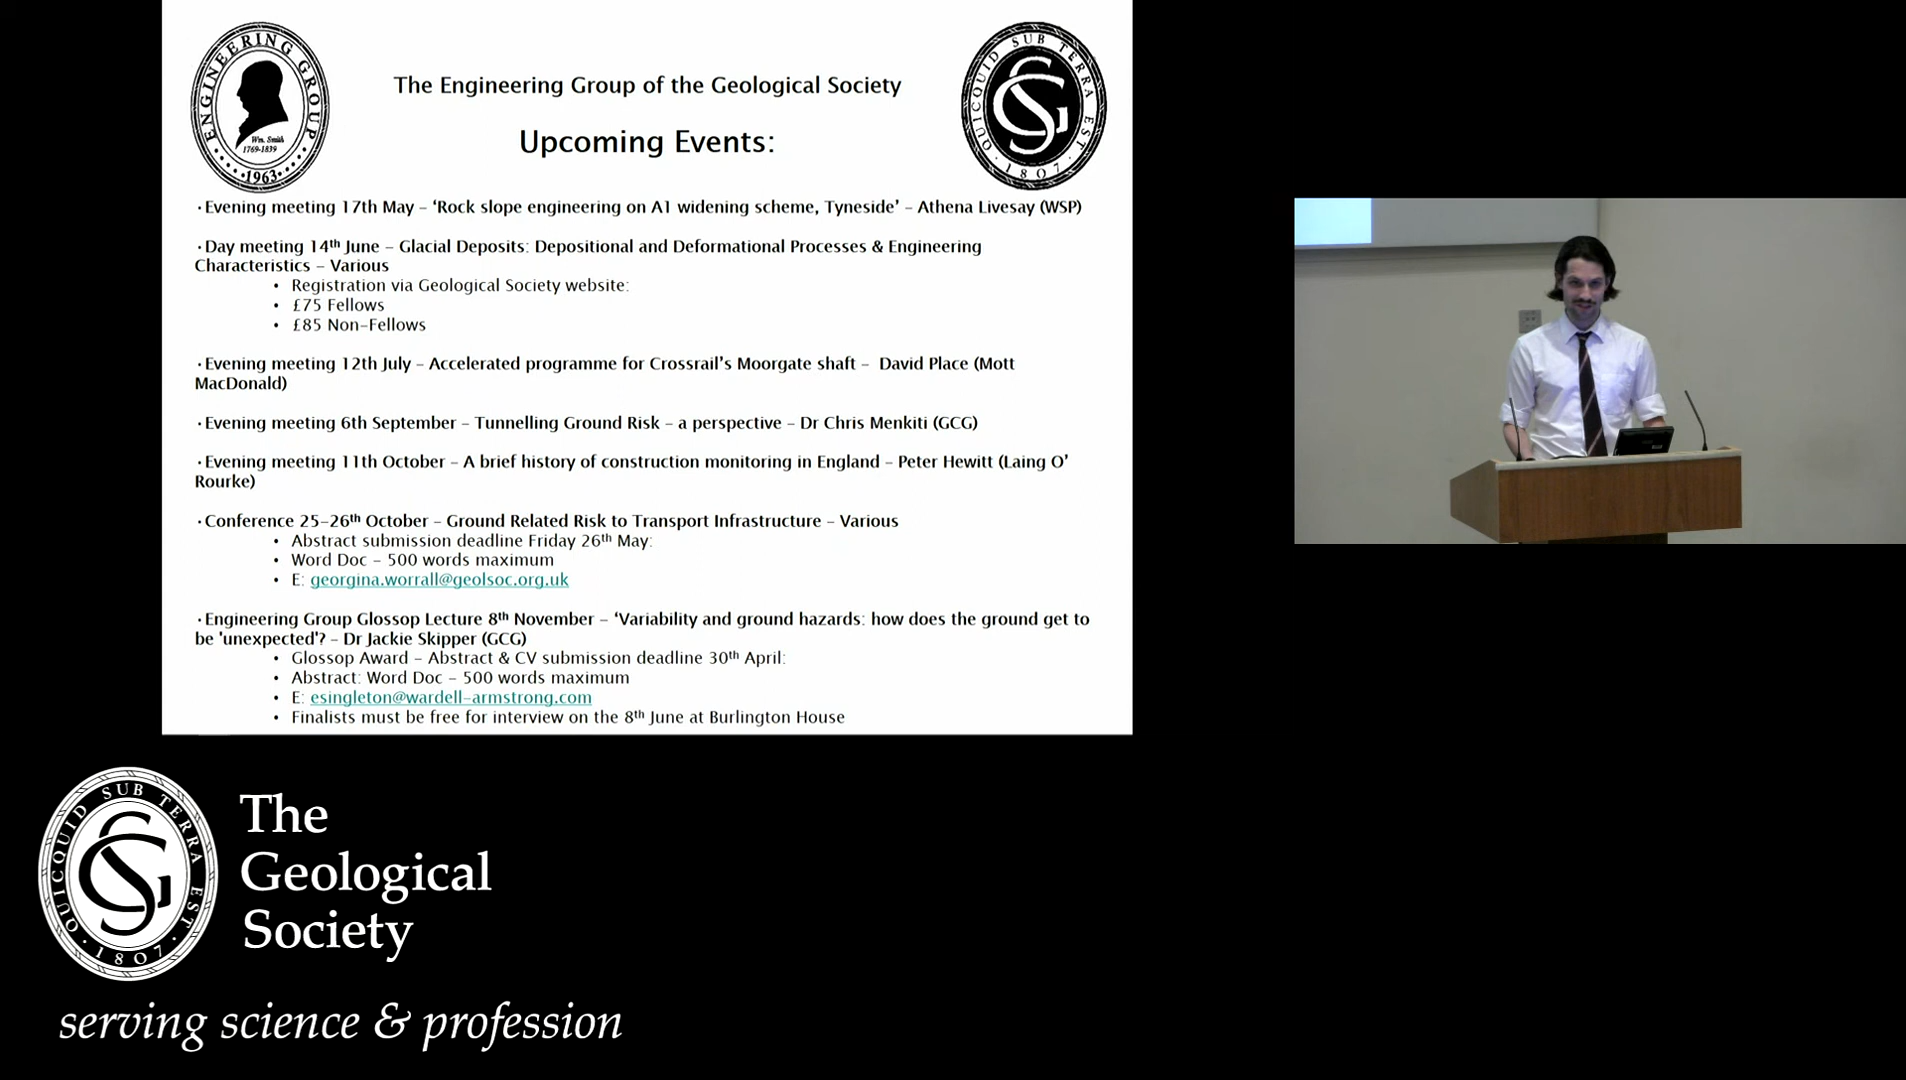 ENGINEERING GROUP
Wm. Smith
1769-1839
·1963·
QUICQUID SUB TERRA EST
· 1807 ·
The Engineering Group of the Geological Society
Upcoming Events:
·Evening meeting 17th May – ‘Rock slope engineering on A1 widening scheme, Tyneside’ – Athena Livesay (WSP)
·Day meeting 14th June – Glacial Deposits: Depositional and Deformational Processes & Engineering
Characteristics – Various
• Registration via Geological Society website:
• £75 Fellows
• £85 Non–Fellows
·Evening meeting 12th July – Accelerated programme for Crossrail’s Moorgate shaft – David Place (Mott
MacDonald)
·Evening meeting 6th September – Tunnelling Ground Risk – a perspective – Dr Chris Menkiti (GCG)
·Evening meeting 11th October – A brief history of construction monitoring in England – Peter Hewitt (Laing O’
Rourke)
·Conference 25–26th October – Ground Related Risk to Transport Infrastructure – Various
• Abstract submission deadline Friday 26th May:
• Word Doc – 500 words maximum
• E: georgina.worrall@geolsoc.org.uk
·Engineering Group Glossop Lecture 8th November – ‘Variability and ground hazards: how does the ground get to
be 'unexpected'? – Dr Jackie Skipper (GCG)
• Glossop Award – Abstract & CV submission deadline 30th April:
• Abstract: Word Doc – 500 words maximum
• E: esingleton@wardell–armstrong.com
• Finalists must be free for interview on the 8th June at Burlington House
QUICQUID SUB TERRA EST
· 1807 ·
The
Geological
Society
serving science & profession